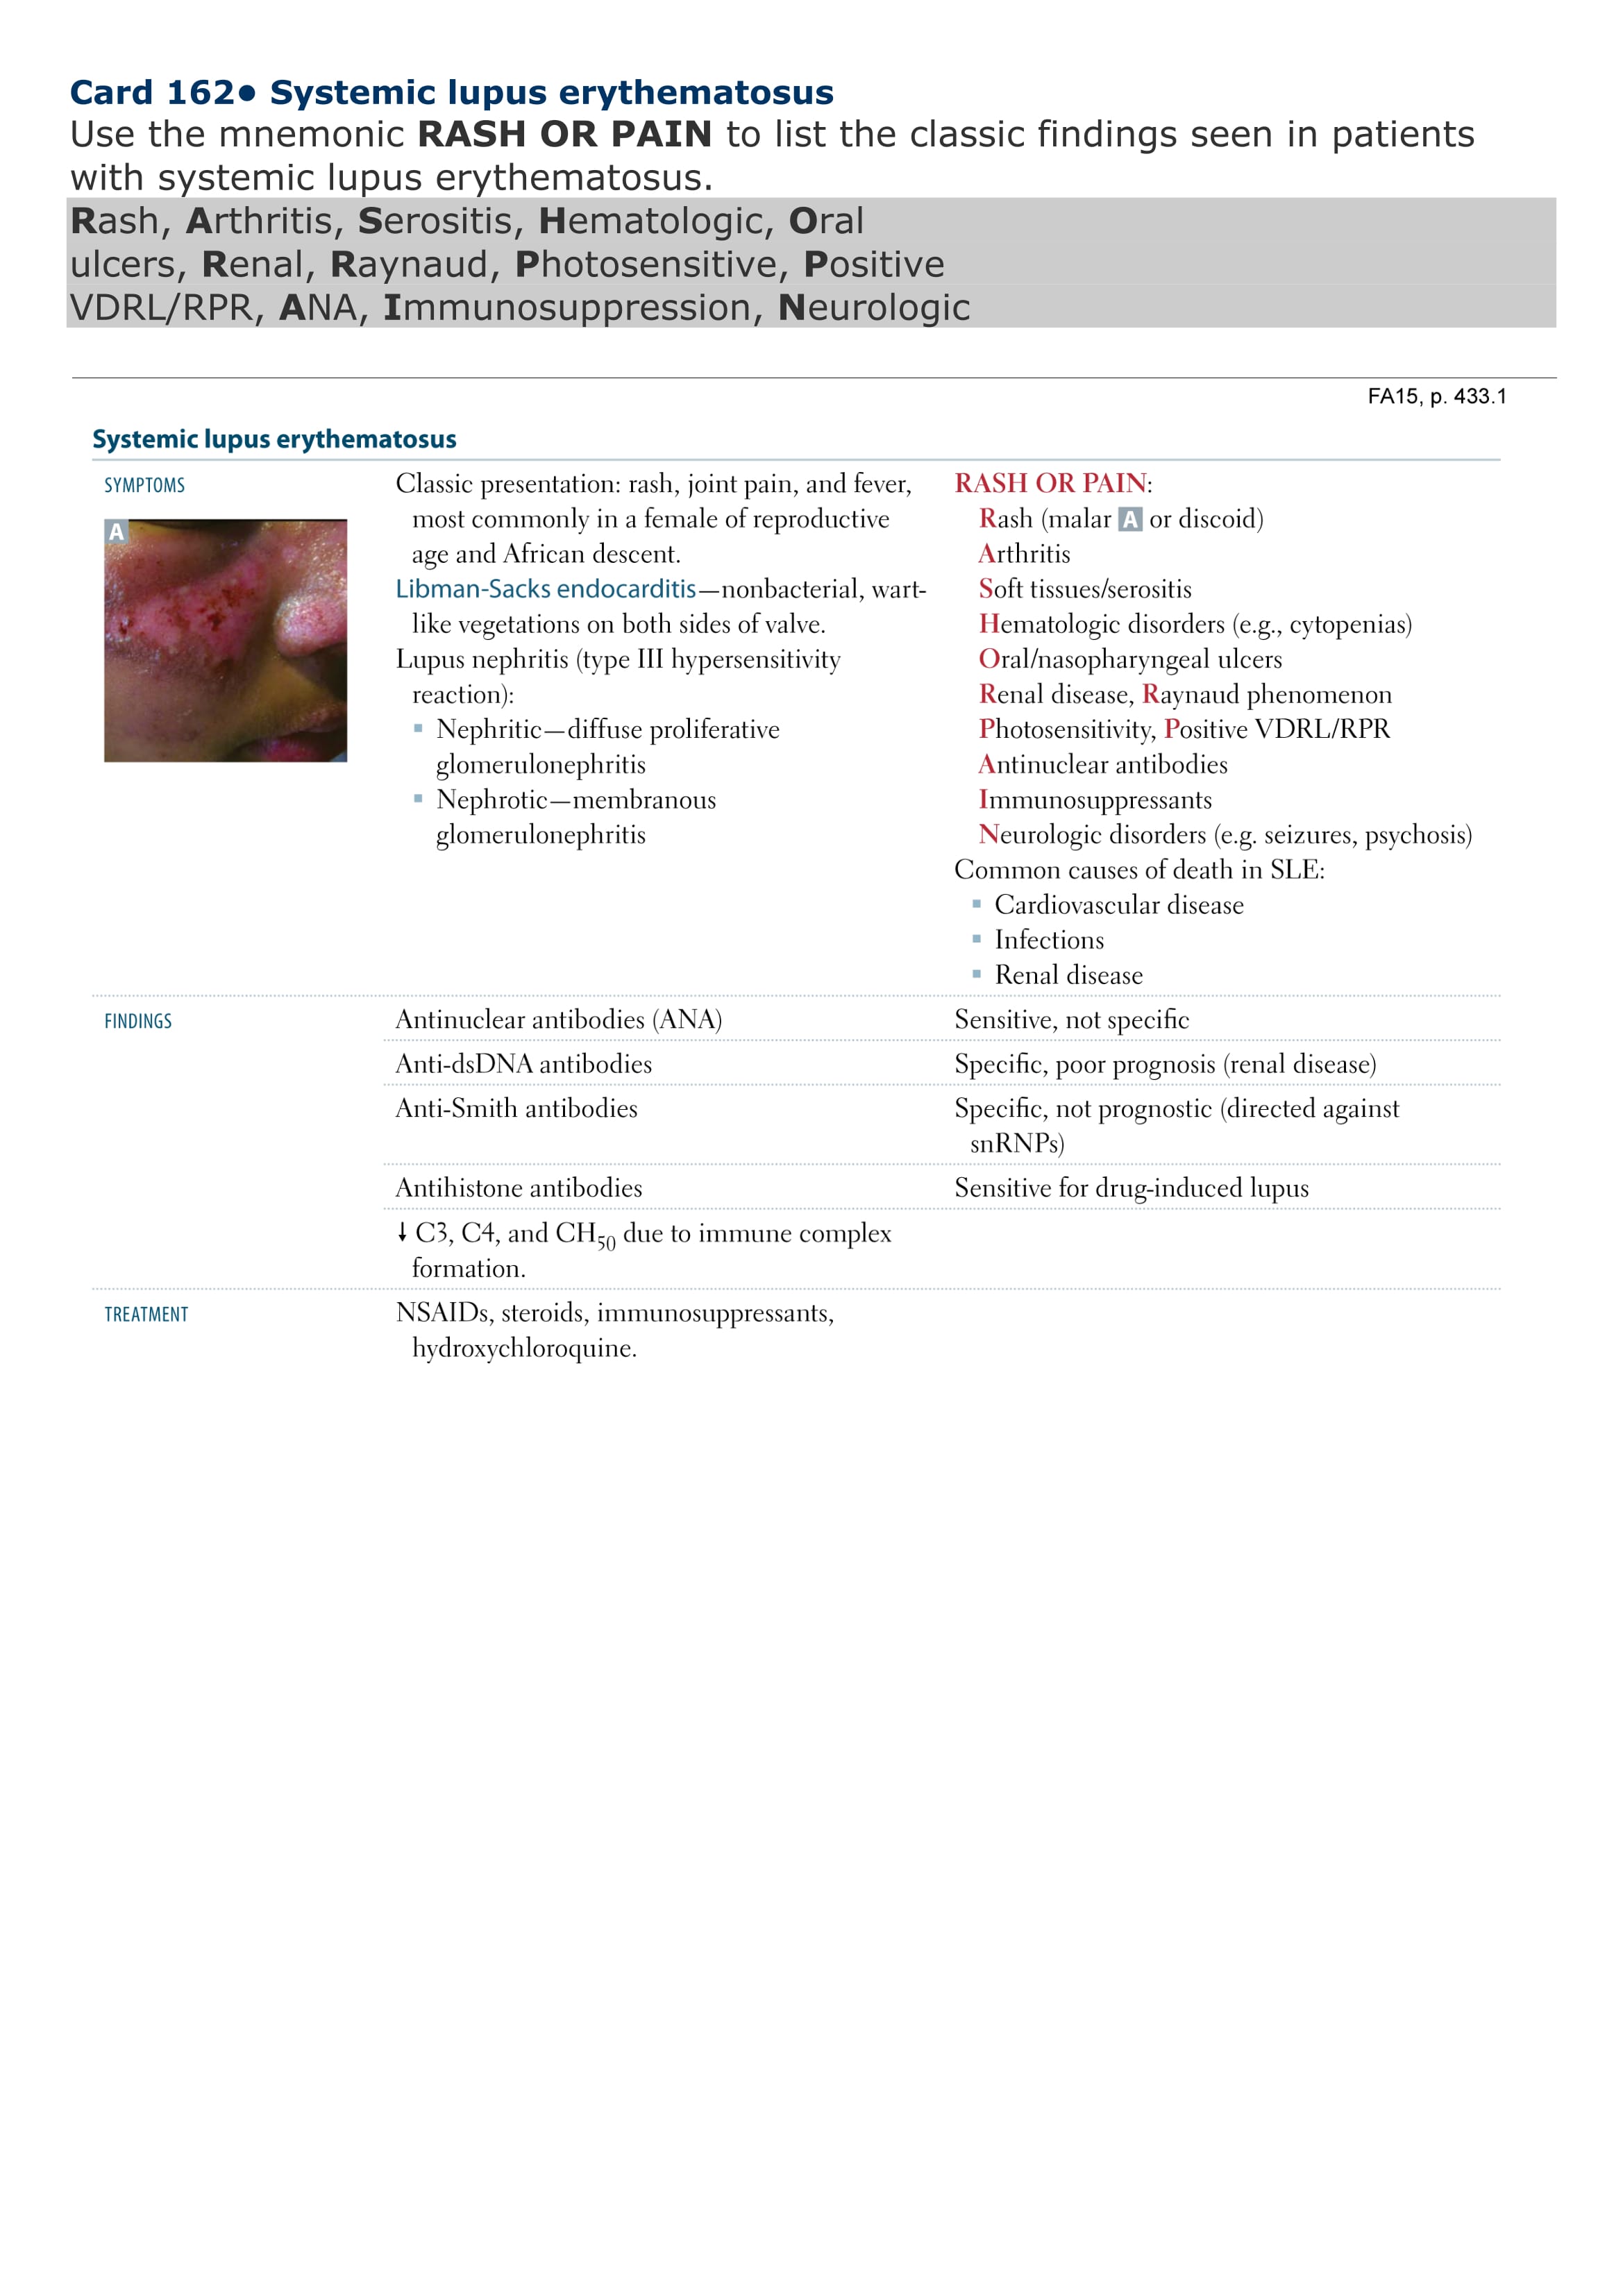 Card 162• Systemic lupus erythematosus
Use the mnemonic RASH OR PAIN to list the classic findings seen in patients
with systemic lupus erythematosus.
Rash, Arthritis, Serositis, Hematologic, Oral
ulcers, Renal, Raynaud, Photosensitive, Positive
VDRL/RPR, ANA, Immunosuppression, Neurologic
FA15, p. 433.1
Systemic lupus erythematosus
SYMPTOMS
A
Classic presentation: rash, joint pain, and fever,
most commonly in a female of reproductive
age and African descent.
Libman-Sacks endocarditis—nonbacterial, wart-
like vegetations on both sides of valve.
Lupus nephritis (type III hypersensitivity
reaction):
▪ Nephritic—diffuse proliferative
glomerulonephritis
▪ Nephrotic—membranous
glomerulonephritis
RASH OR PAIN:
Rash (malar A or discoid)
Arthritis
Soft tissues/serositis
Hematologic disorders (e.g., cytopenias)
Oral/nasopharyngeal ulcers
Renal disease, Raynaud phenomenon
Photosensitivity, Positive VDRL/RPR
Antinuclear antibodies
Immunosuppressants
Neurologic disorders (e.g. seizures, psychosis)
Common causes of death in SLE:
▪ Cardiovascular disease
▪ Infections
▪ Renal disease
FINDINGS
Antinuclear antibodies (ANA)
Sensitive, not specific
Anti-dsDNA antibodies
Specific, poor prognosis (renal disease)
Anti-Smith antibodies
Specific, not prognostic (directed against
snRNPs)
Antihistone antibodies
Sensitive for drug-induced lupus
↓ C3, C4, and CH50 due to immune complex
formation.
TREATMENT
NSAIDs, steroids, immunosuppressants,
hydroxychloroquine.